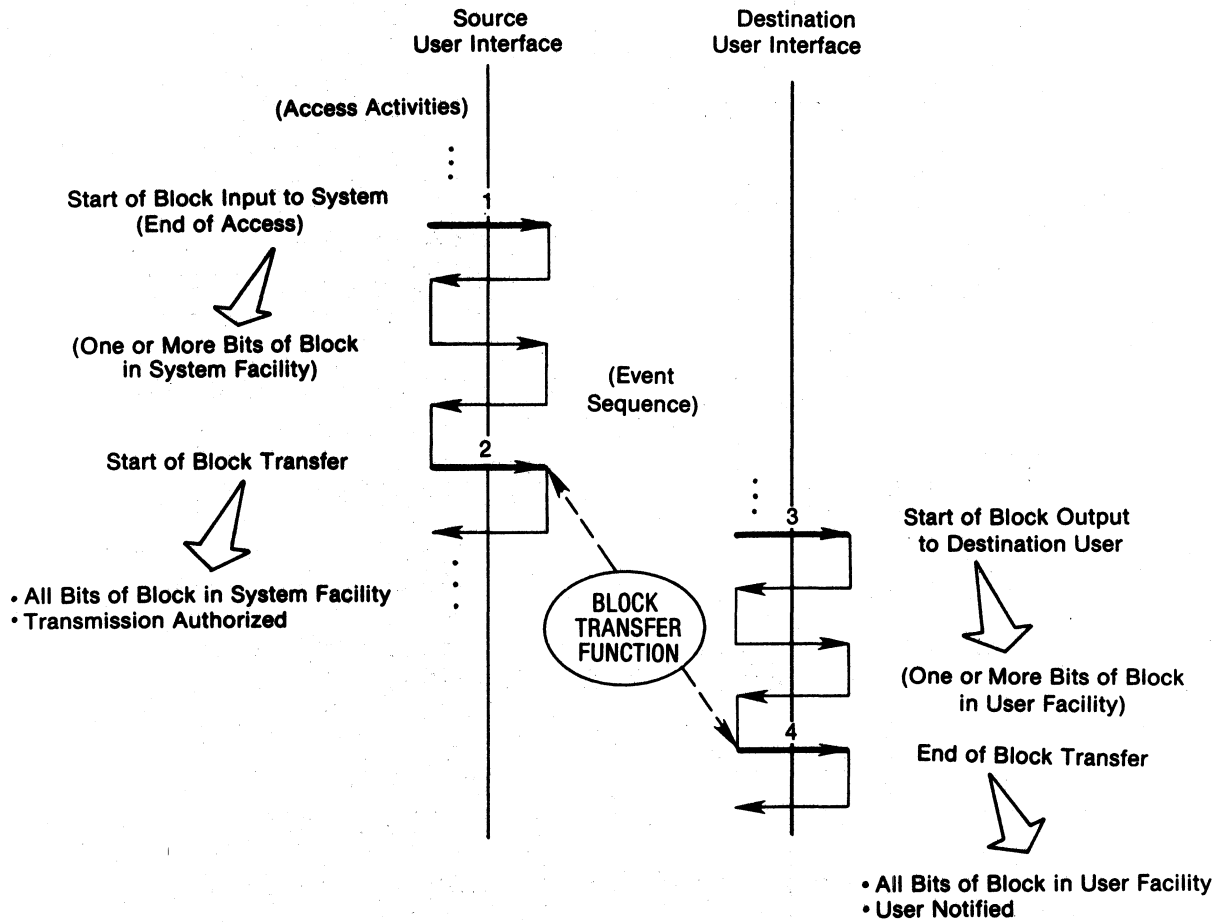 Source
User Interface
Destination
User Interface
(Access Activities)
Start of Block Input to System
(End of Access)
1
(One or More Bits of Block
in System Facility)
(Event
Sequence)
Start of Block Transfer
2
• All Bits of Block in System Facility
• Transmission Authorized
BLOCK
TRANSFER
FUNCTION
3
Start of Block Output
to Destination User
(One or More Bits of Block
in User Facility)
4
End of Block Transfer
• All Bits of Block in User Facility
• User Notified